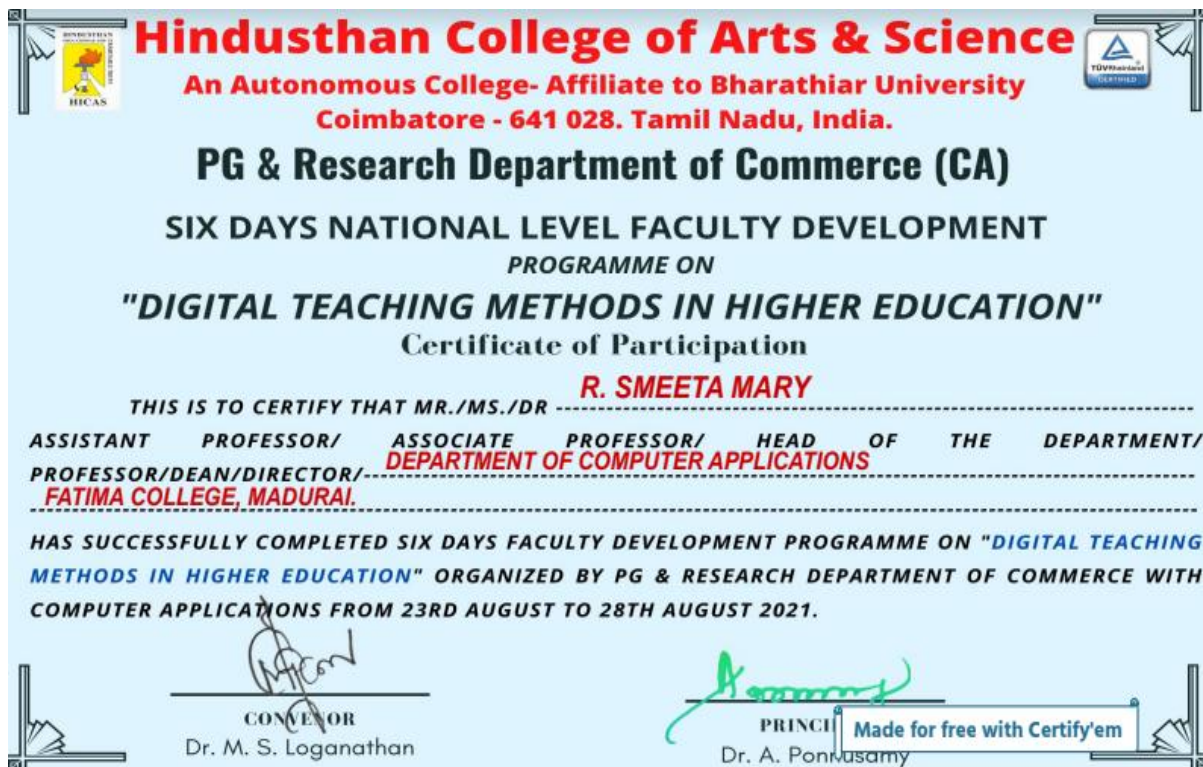 HINDUSTHAN
HICAS
Hindusthan College of Arts & Science
TÜVRheinland
CERTIFIED
An Autonomous College- Affiliate to Bharathiar University
Coimbatore - 641 028. Tamil Nadu, India.
PG & Research Department of Commerce (CA)
SIX DAYS NATIONAL LEVEL FACULTY DEVELOPMENT
PROGRAMME ON
"DIGITAL TEACHING METHODS IN HIGHER EDUCATION"
Certificate of Participation
THIS IS TO CERTIFY THAT MR./MS./DR R. SMEETA MARY
ASSISTANT PROFESSOR/ ASSOCIATE PROFESSOR/ HEAD OF THE DEPARTMENT/
PROFESSOR/DEAN/DIRECTOR/ DEPARTMENT OF COMPUTER APPLICATIONS
FATIMA COLLEGE, MADURAI.
HAS SUCCESSFULLY COMPLETED SIX DAYS FACULTY DEVELOPMENT PROGRAMME ON "DIGITAL TEACHING
METHODS IN HIGHER EDUCATION" ORGANIZED BY PG & RESEARCH DEPARTMENT OF COMMERCE WITH
COMPUTER APPLICATIONS FROM 23RD AUGUST TO 28TH AUGUST 2021.
CONVENOR
Dr. M. S. Loganathan
PRINCI
Dr. A. Ponnusamy
Made for free with Certify'em